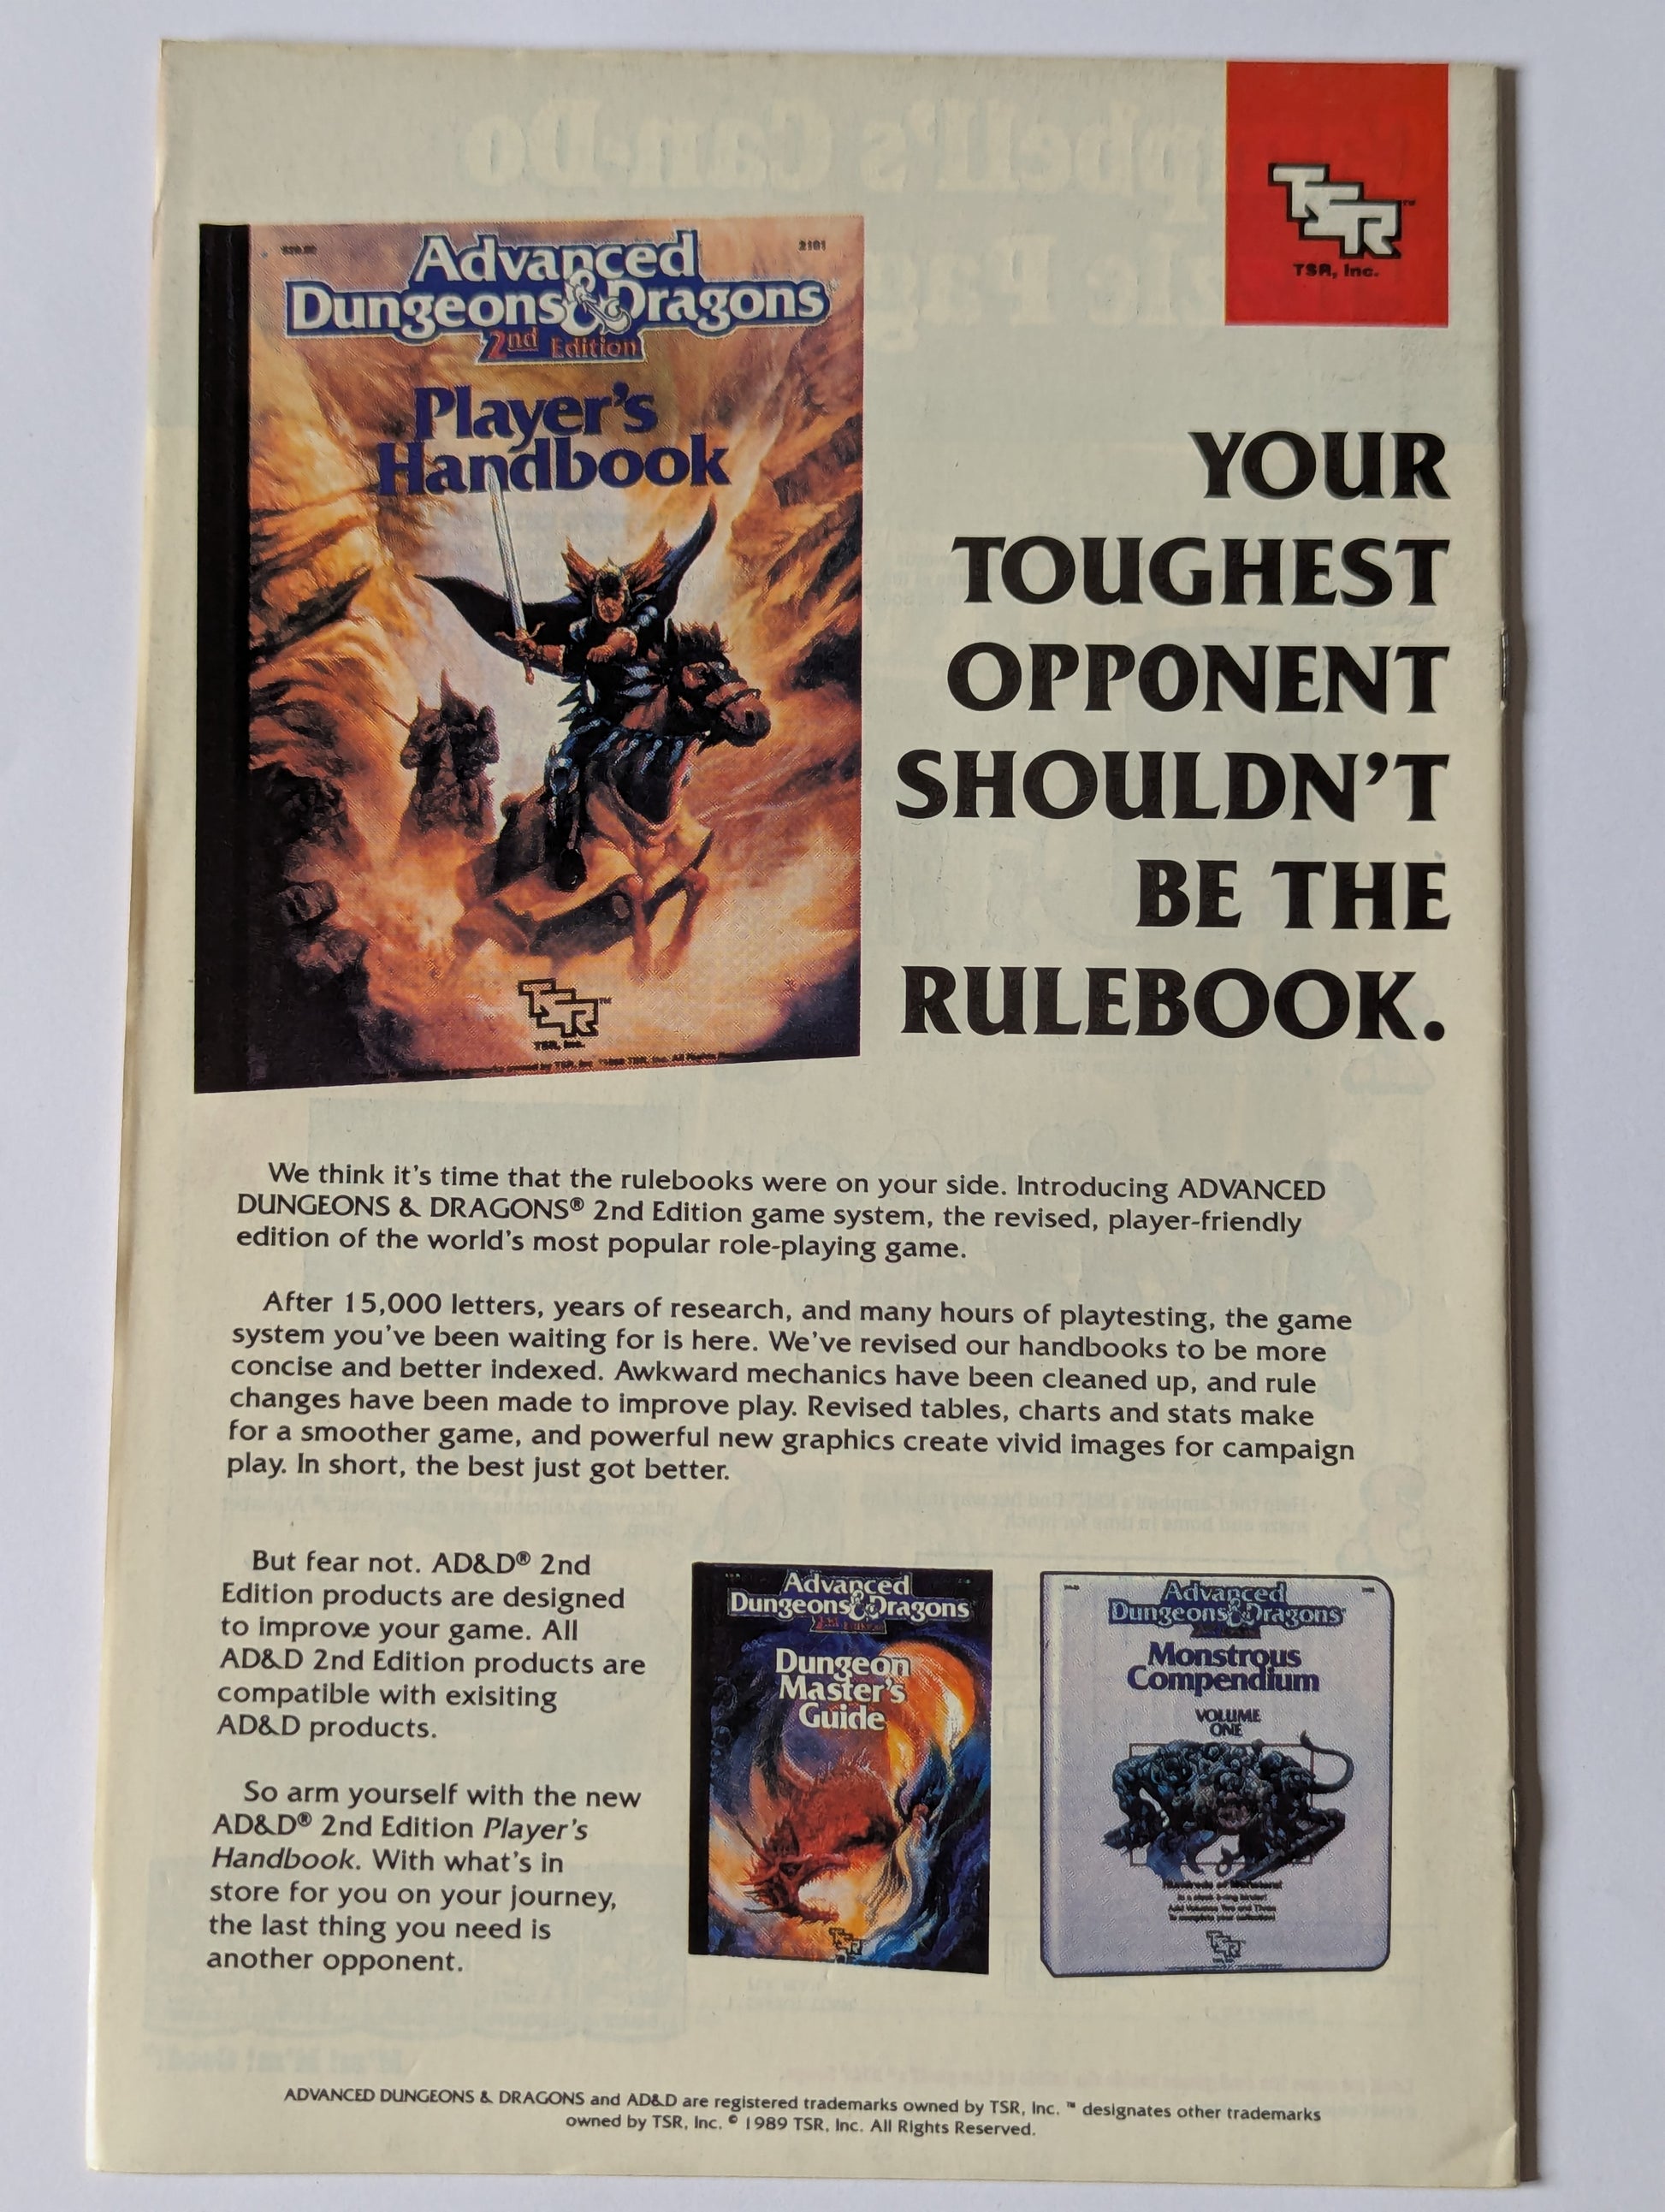 TSR™
TSR, Inc.
2101
Advanced
Dungeons & Dragons®
2nd Edition
Player's
Handbook
TSR™
TSR, Inc.
YOUR
TOUGHEST
OPPONENT
SHOULDN'T
BE THE
RULEBOOK.
We think it's time that the rulebooks were on your side. Introducing ADVANCED
DUNGEONS & DRAGONS® 2nd Edition game system, the revised, player-friendly
edition of the world's most popular role-playing game.
After 15,000 letters, years of research, and many hours of playtesting, the game
system you've been waiting for is here. We've revised our handbooks to be more
concise and better indexed. Awkward mechanics have been cleaned up, and rule
changes have been made to improve play. Revised tables, charts and stats make
for a smoother game, and powerful new graphics create vivid images for campaign
play. In short, the best just got better.
But fear not. AD&D® 2nd
Edition products are designed
to improve your game. All
AD&D 2nd Edition products are
compatible with exisiting
AD&D products.
So arm yourself with the new
AD&D® 2nd Edition Player's
Handbook. With what's in
store for you on your journey,
the last thing you need is
another opponent.
Advanced
Dungeons & Dragons
2nd Edition
Dungeon
Master's
Guide
TSR
Advanced
Dungeons & Dragons
Monstrous
Compendium
VOLUME
ONE
TSR
ADVANCED DUNGEONS & DRAGONS and AD&D are registered trademarks owned by TSR, Inc. ™ designates other trademarks
owned by TSR, Inc. © 1989 TSR, Inc. All Rights Reserved.